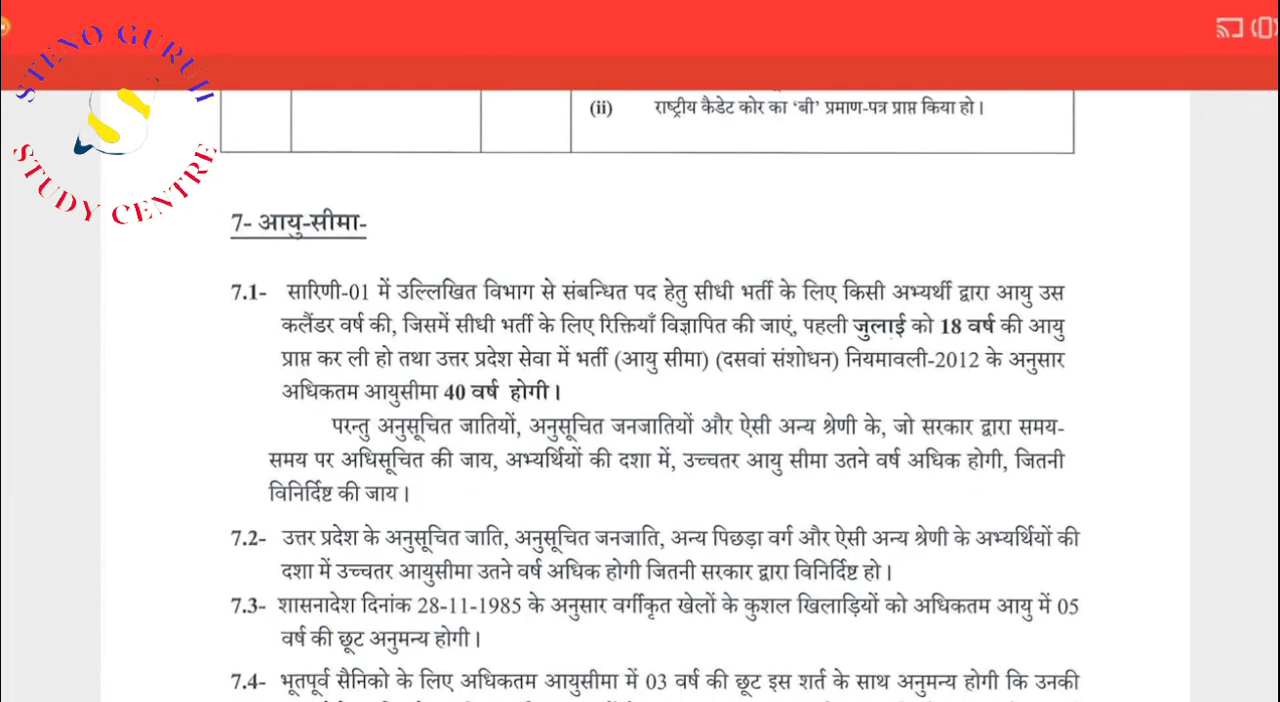 STENO GURUJI
STUDY CENTRE
(ii) राष्ट्रीय कैडेट कोर का ‘बी’ प्रमाण-पत्र प्राप्त किया हो।
7- आयु-सीमा-
7.1- सारिणी-01 में उल्लिखित विभाग से संबन्धित पद हेतु सीधी भर्ती के लिए किसी अभ्यर्थी द्वारा आयु उस
कलैंडर वर्ष की, जिसमें सीधी भर्ती के लिए रिक्तियाँ विज्ञापित की जाएं, पहली जुलाई को 18 वर्ष की आयु
प्राप्त कर ली हो तथा उत्तर प्रदेश सेवा में भर्ती (आयु सीमा) (दसवां संशोधन) नियमावली-2012 के अनुसार
अधिकतम आयुसीमा 40 वर्ष होगी।
परन्तु अनुसूचित जातियों, अनुसूचित जनजातियों और ऐसी अन्य श्रेणी के, जो सरकार द्वारा समय-
समय पर अधिसूचित की जाय, अभ्यर्थियों की दशा में, उच्चतर आयु सीमा उतने वर्ष अधिक होगी, जितनी
विनिर्दिष्ट की जाय।
7.2- उत्तर प्रदेश के अनुसूचित जाति, अनुसूचित जनजाति, अन्य पिछड़ा वर्ग और ऐसी अन्य श्रेणी के अभ्यर्थियों की
दशा में उच्चतर आयुसीमा उतने वर्ष अधिक होगी जितनी सरकार द्वारा विनिर्दिष्ट हो।
7.3- शासनादेश दिनांक 28-11-1985 के अनुसार वर्गीकृत खेलों के कुशल खिलाड़ियों को अधिकतम आयु में 05
वर्ष की छूट अनुमन्य होगी।
7.4- भूतपूर्व सैनिको के लिए अधिकतम आयुसीमा में 03 वर्ष की छूट इस शर्त के साथ अनुमन्य होगी कि उनकी